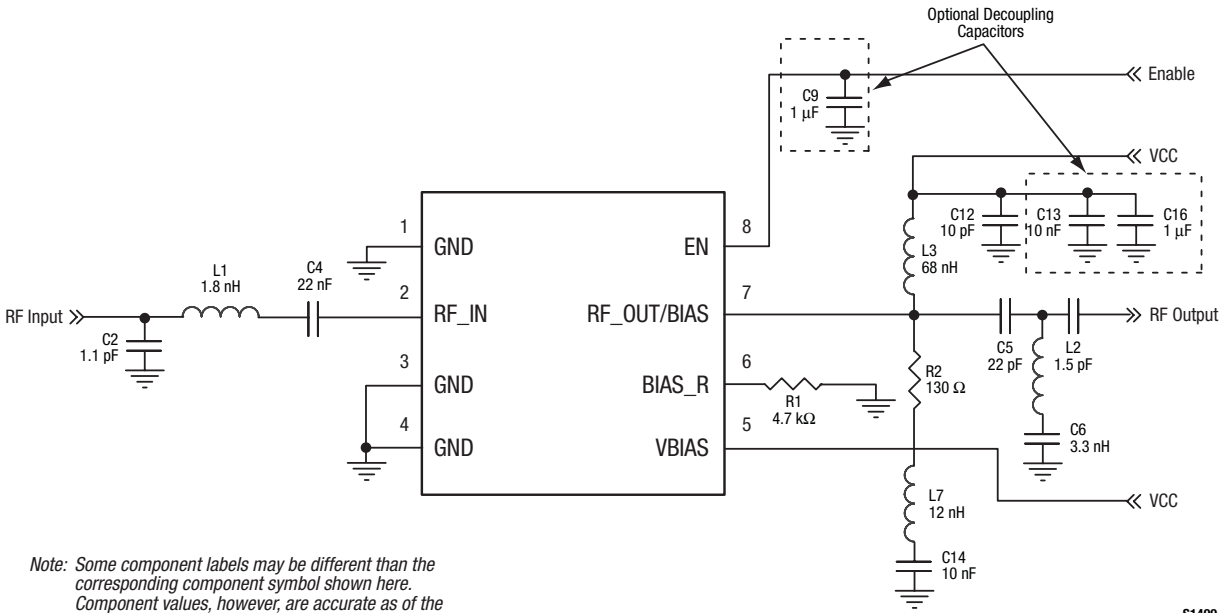 Optional Decoupling
Capacitors
Enable
C9
1 μF
VCC
C12
10 pF
C13
10 nF
C16
1 μF
L3
68 nH
1
GND
8
EN
L1
1.8 nH
C4
22 nF
2
RF_IN
7
RF_OUT/BIAS
RF Input
RF Output
C2
1.1 pF
C5
22 pF
L2
1.5 pF
3
GND
6
BIAS_R
R1
4.7 kΩ
R2
130 Ω
4
GND
5
VBIAS
C6
3.3 nH
VCC
L7
12 nH
C14
10 nF
Note: Some component labels may be different than the
corresponding component symbol shown here.
Component values, however, are accurate as of the